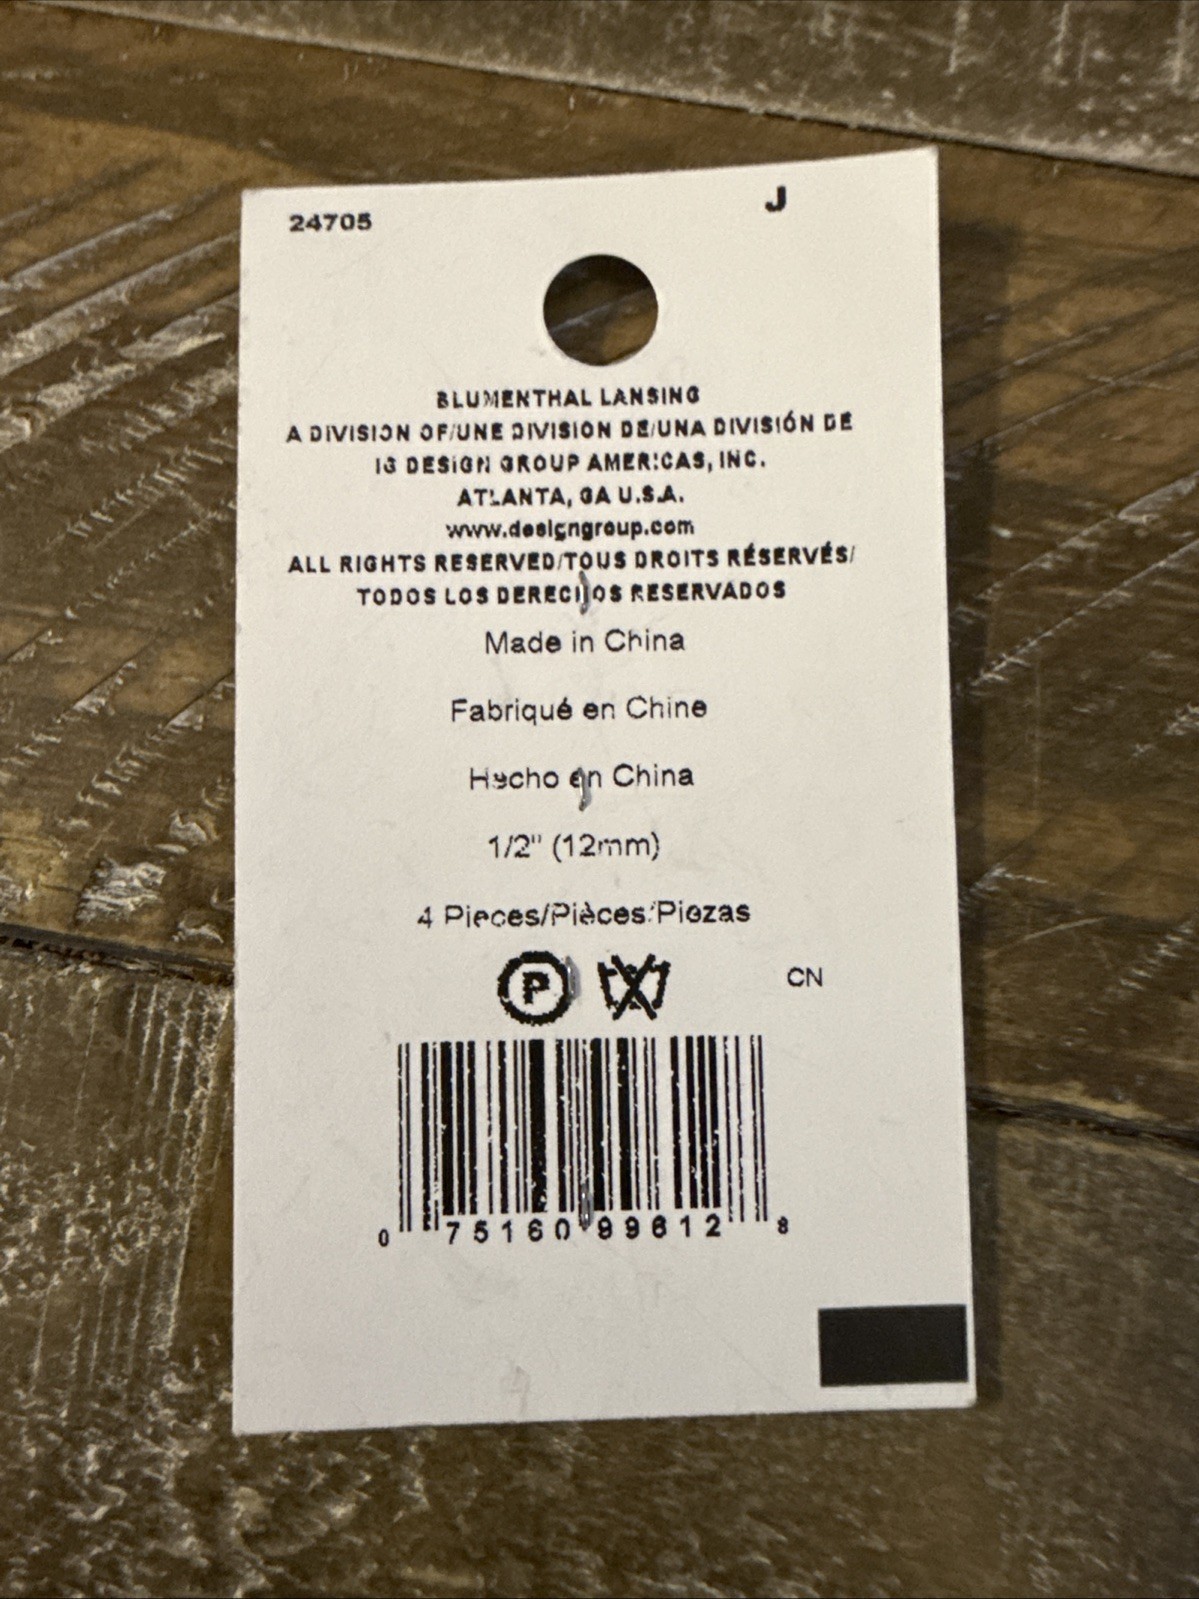 24705
J
BLUMENTHAL LANSING
A DIVISION OF/UNE DIVISION DE/UNA DIVISIÓN DE
IG DESIGN GROUP AMERICAS, INC.
ATLANTA, GA U.S.A.
www.designgroup.com
ALL RIGHTS RESERVED/TOUS DROITS RÉSERVÉS/
TODOS LOS DERECHOS RESERVADOS
Made in China
Fabriqué en Chine
Hecho en China
1/2" (12mm)
4 Pieces/Pièces/Piezas
P
CN
0 75160 99612 8